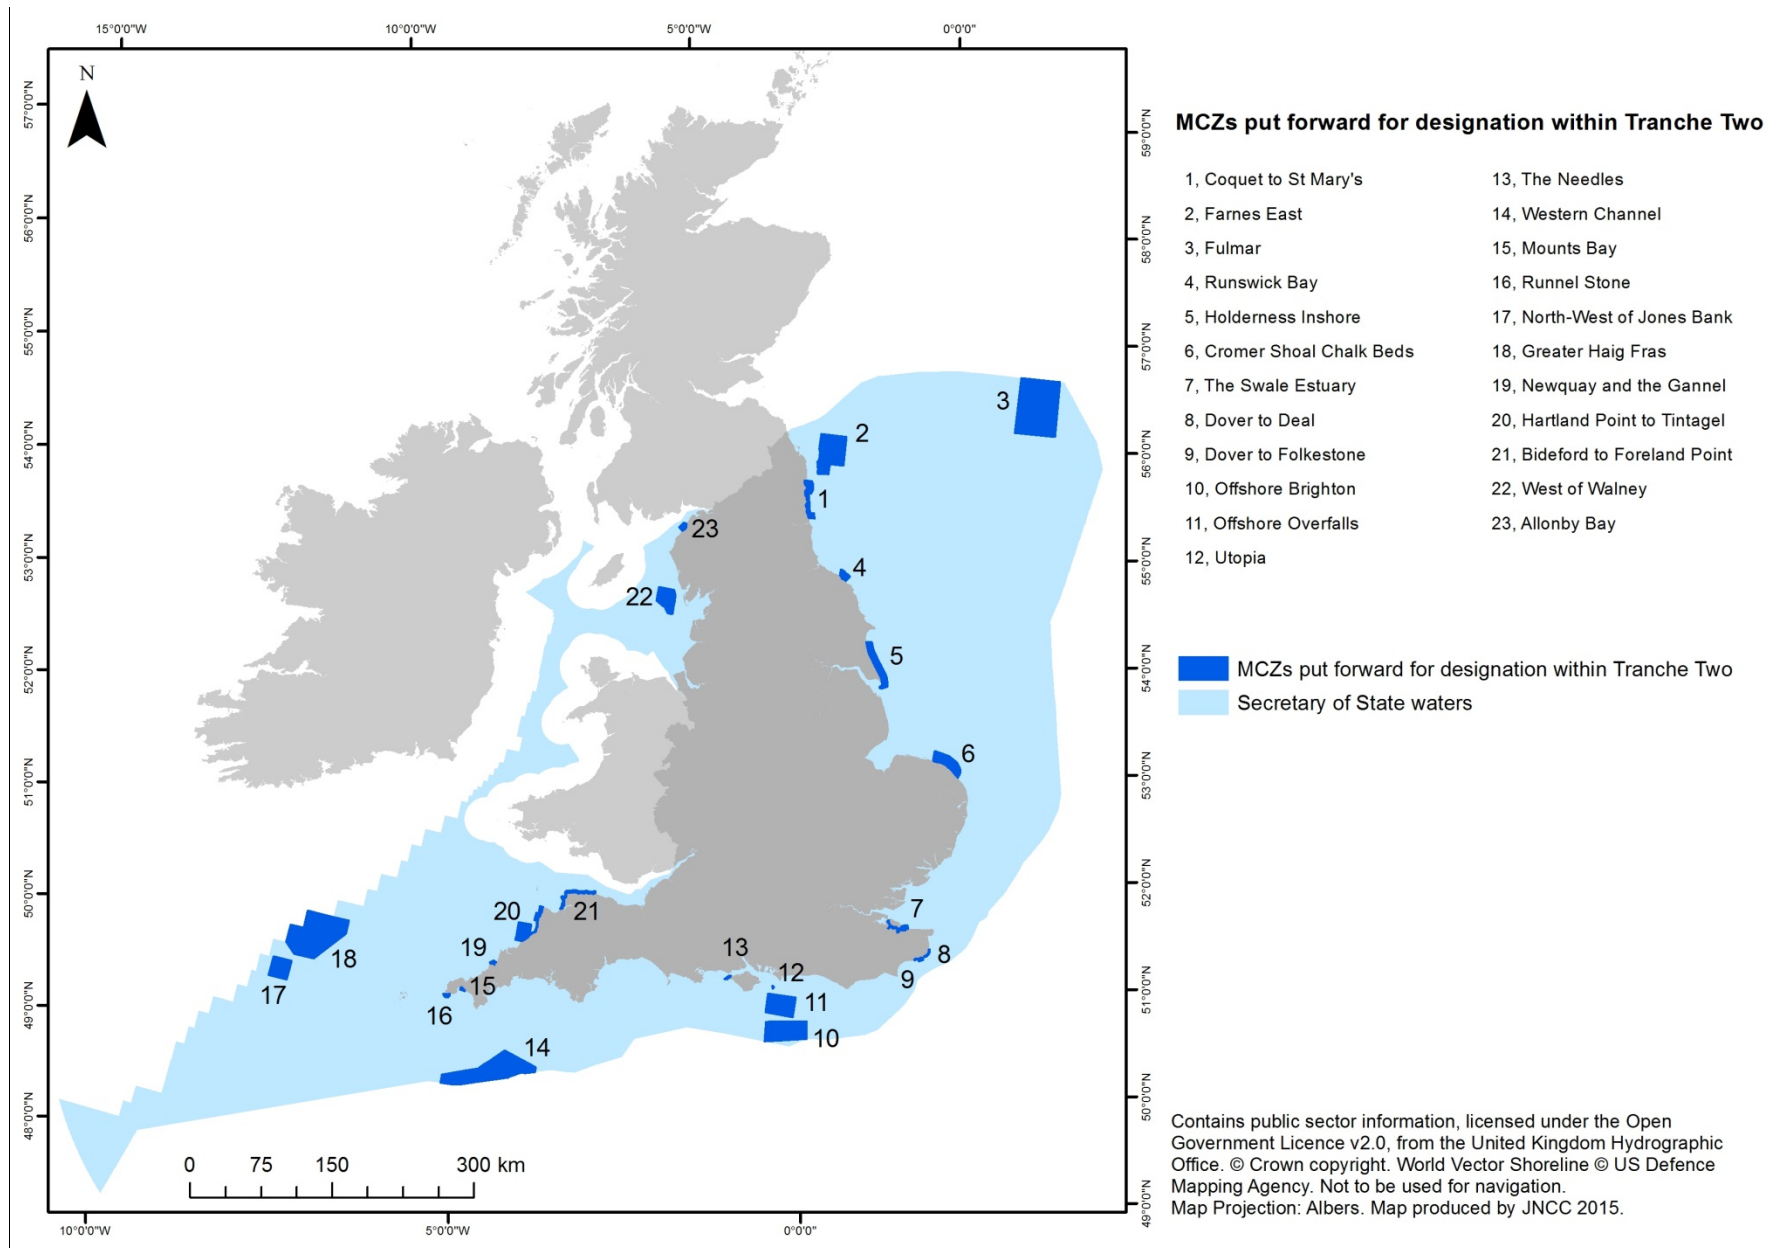 15°0'0"W
10°0'0"W
5°0'0"W
0°0'0"
N
57°0'0"N
56°0'0"N
55°0'0"N
54°0'0"N
53°0'0"N
52°0'0"N
51°0'0"N
50°0'0"N
49°0'0"N
48°0'0"N
3
2
1
23
4
22
5
6
20
21
7
19
18
13
8
12
9
15
17
16
11
10
14
59°0'0"N
58°0'0"N
57°0'0"N
56°0'0"N
55°0'0"N
54°0'0"N
53°0'0"N
52°0'0"N
51°0'0"N
50°0'0"N
49°0'0"N
0 75 150 300 km
10°0'0"W
5°0'0"W
0°0'0"
MCZs put forward for designation within Tranche Two
1, Coquet to St Mary's
2, Farnes East
3, Fulmar
4, Runswick Bay
5, Holderness Inshore
6, Cromer Shoal Chalk Beds
7, The Swale Estuary
8, Dover to Deal
9, Dover to Folkestone
10, Offshore Brighton
11, Offshore Overfalls
12, Utopia
13, The Needles
14, Western Channel
15, Mounts Bay
16, Runnel Stone
17, North-West of Jones Bank
18, Greater Haig Fras
19, Newquay and the Gannel
20, Hartland Point to Tintagel
21, Bideford to Foreland Point
22, West of Walney
23, Allonby Bay
MCZs put forward for designation within Tranche Two
Secretary of State waters
Contains public sector information, licensed under the Open
Government Licence v2.0, from the United Kingdom Hydrographic
Office. © Crown copyright. World Vector Shoreline © US Defence
Mapping Agency. Not to be used for navigation.
Map Projection: Albers. Map produced by JNCC 2015.